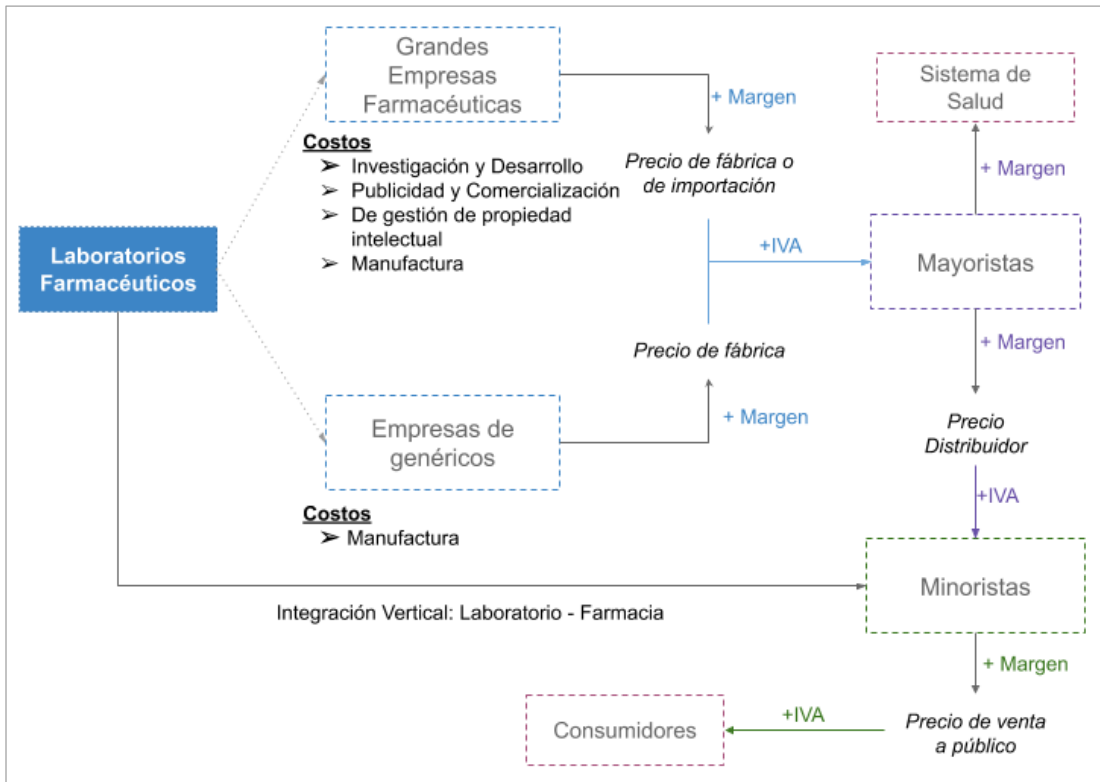 Grandes
Empresas
Farmacéuticas
+ Margen
Sistema de
Salud
Costos
➢ Investigación y Desarrollo
➢ Publicidad y Comercialización
➢ De gestión de propiedad
intelectual
➢ Manufactura
Precio de fábrica o
de importación
+ Margen
Laboratorios
Farmacéuticos
+IVA
Mayoristas
Precio de fábrica
+ Margen
+ Margen
Empresas de
genéricos
Precio
Distribuidor
+IVA
Costos
➢ Manufactura
Minoristas
Integración Vertical: Laboratorio - Farmacia
+ Margen
Consumidores
+IVA
Precio de venta
a público